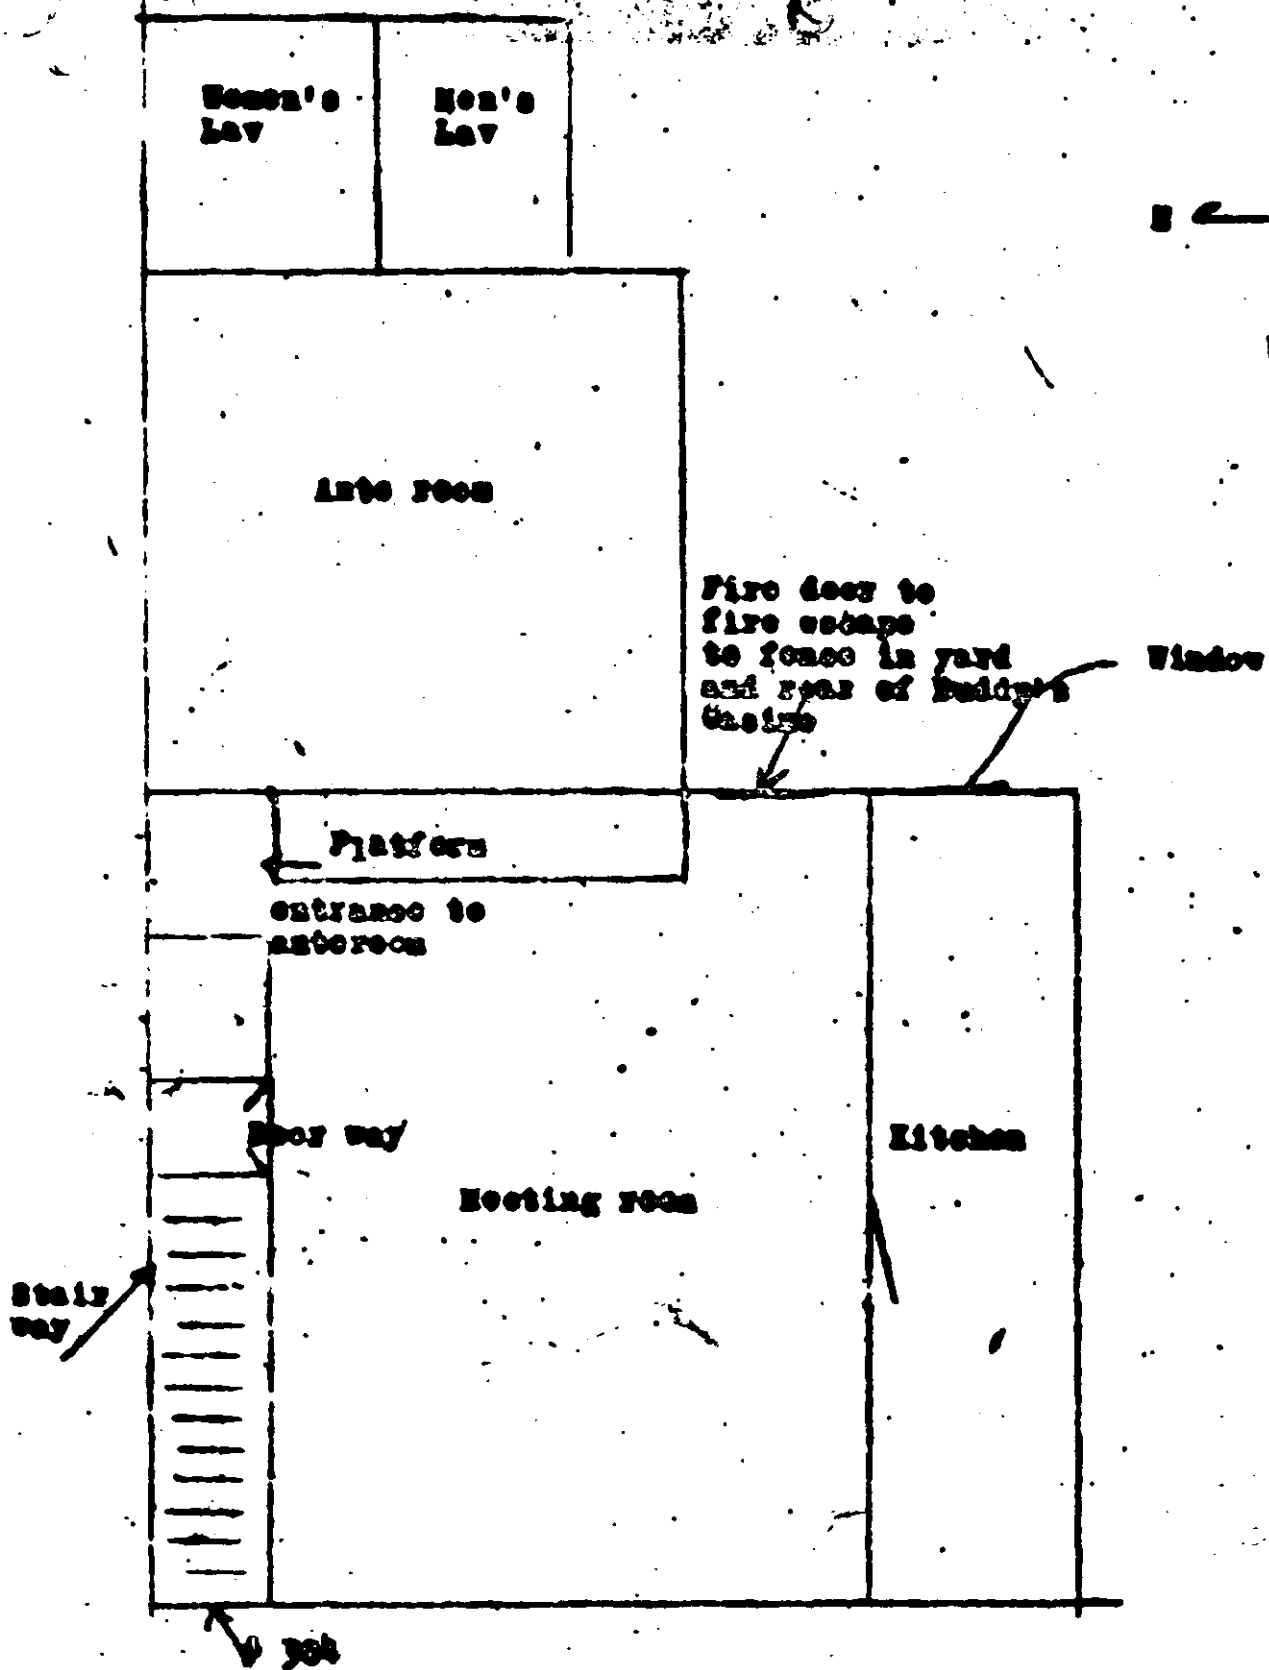 Women's
Lav
Men's
Lav
N
Ante room
Fire door to
fire escape
to fence in yard
and rear of
Window
Platform
entrance to
anteroom
Door way
Kitchen
Meeting room
Stair
way
# 304